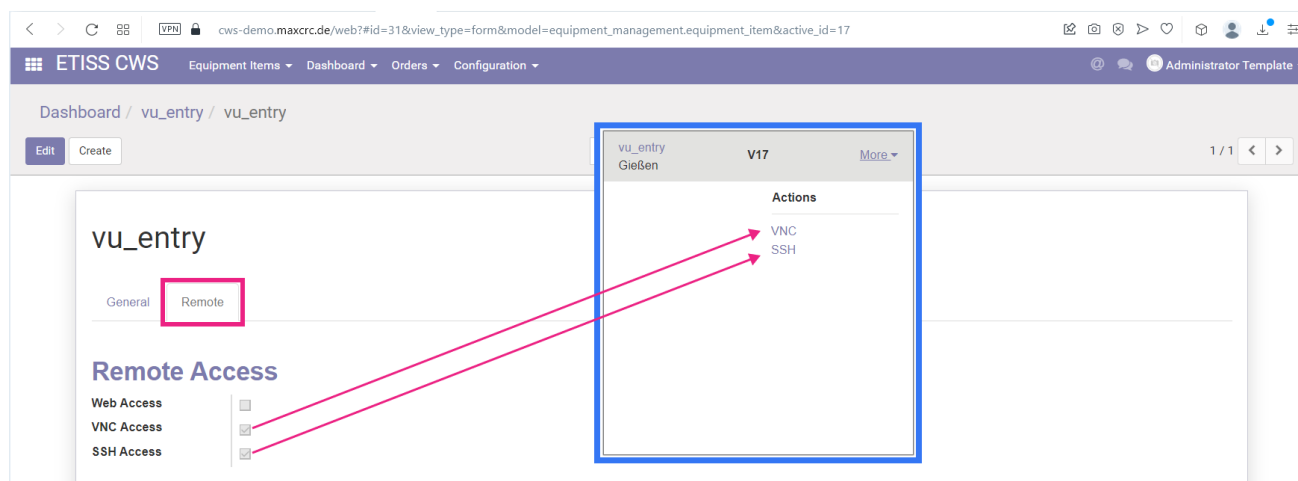 VPN cws-demo.maxcrc.de/web?#id=31&view_type=form&model=equipment_management.equipment_item&active_id=17
ETISS CWS Equipment Items Dashboard Orders Configuration @ Administrator Template
Dashboard / vu_entry / vu_entry
Edit Create 1 / 1
vu_entry V17 More
Gießen
Actions
VNC
SSH
vu_entry
General Remote
Remote Access
Web Access
VNC Access
SSH Access